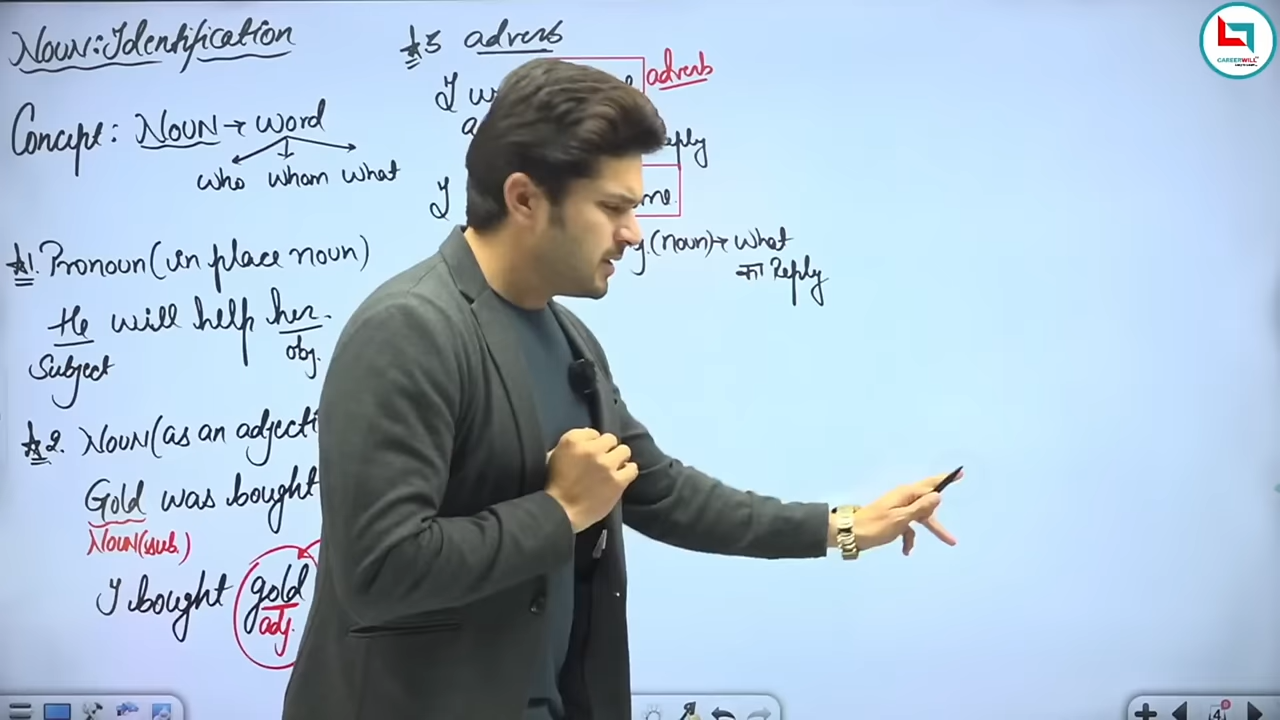 Noun: Identification
Concept: Noun → word
who wham what
1. Pronoun (in place noun)
He will help her.
Subject obj.
2. Noun (as an adjecti
Gold was bought
Noun (sub.)
I bought gold
adj.
3 adverb
I
adverb
I
me.
(noun) → what
का Reply
CAREERWILL
4